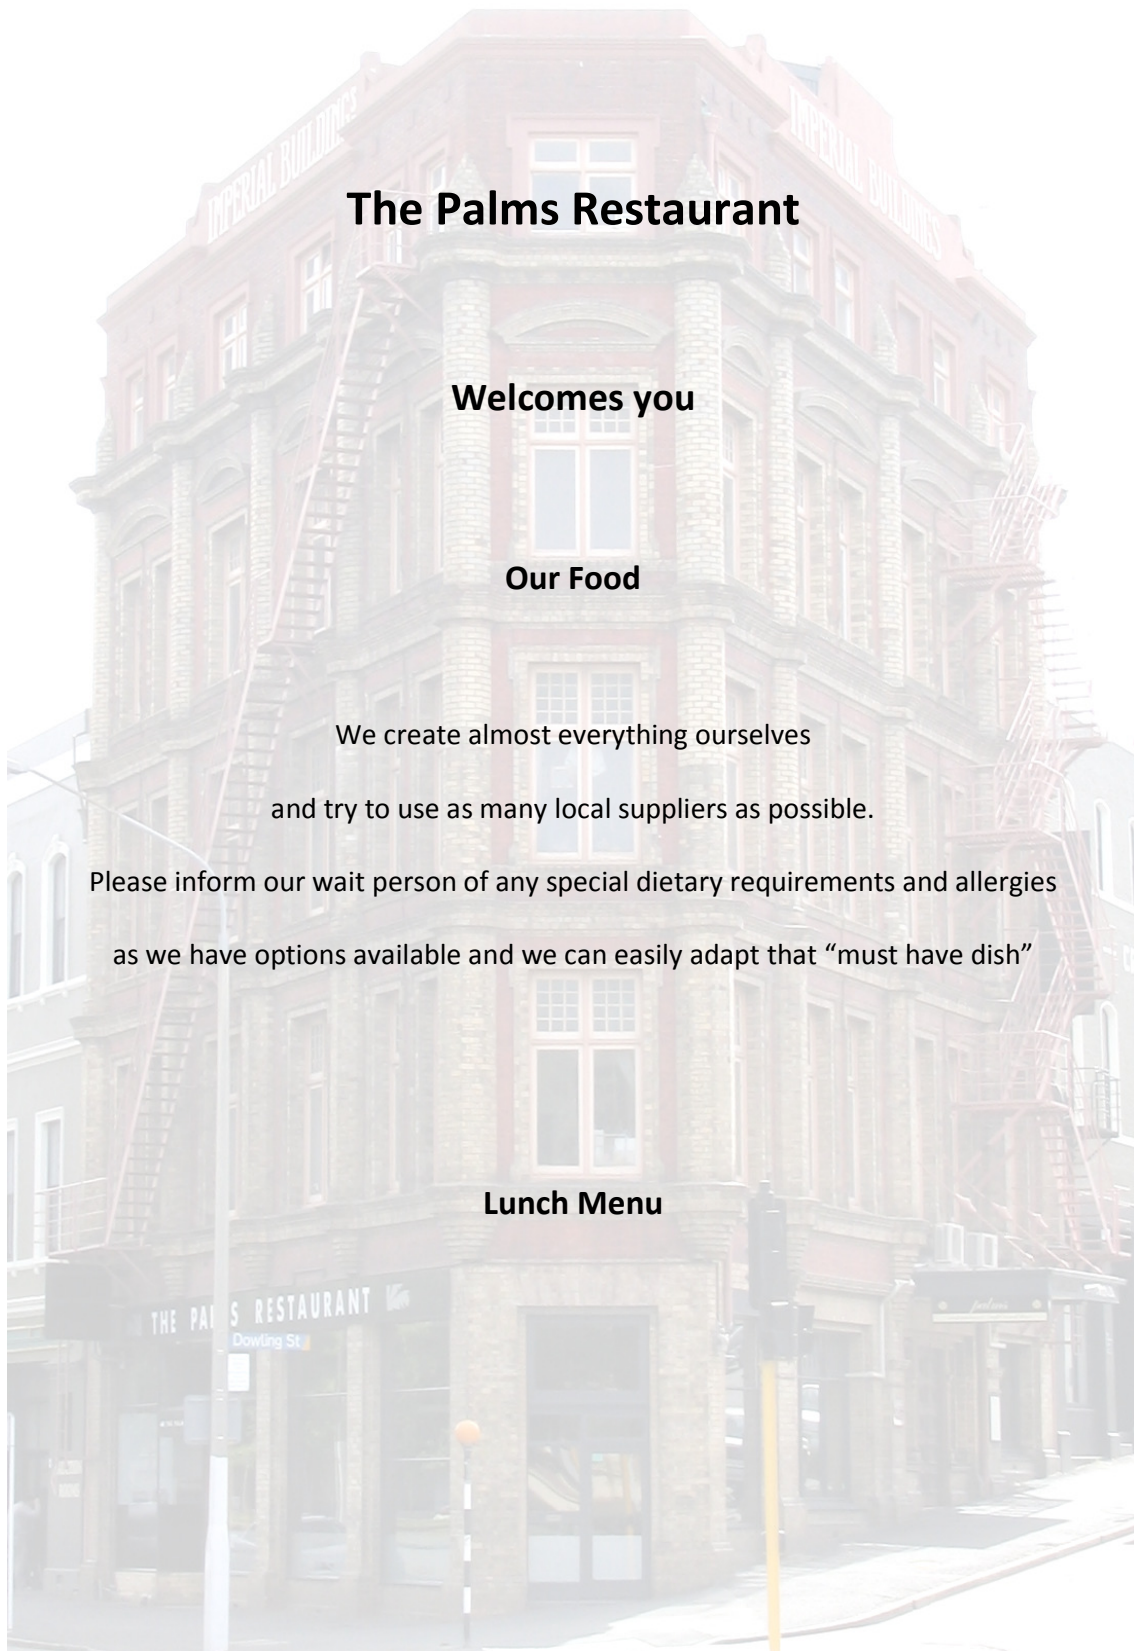 IMPERIAL BUILDINGS
IMPERIAL BUILDINGS
The Palms Restaurant
Welcomes you
Our Food
We create almost everything ourselves
and try to use as many local suppliers as possible.
Please inform our wait person of any special dietary requirements and allergies
as we have options available and we can easily adapt that “must have dish”
Lunch Menu
THE PA S RESTAURANT
Dowling St
palms